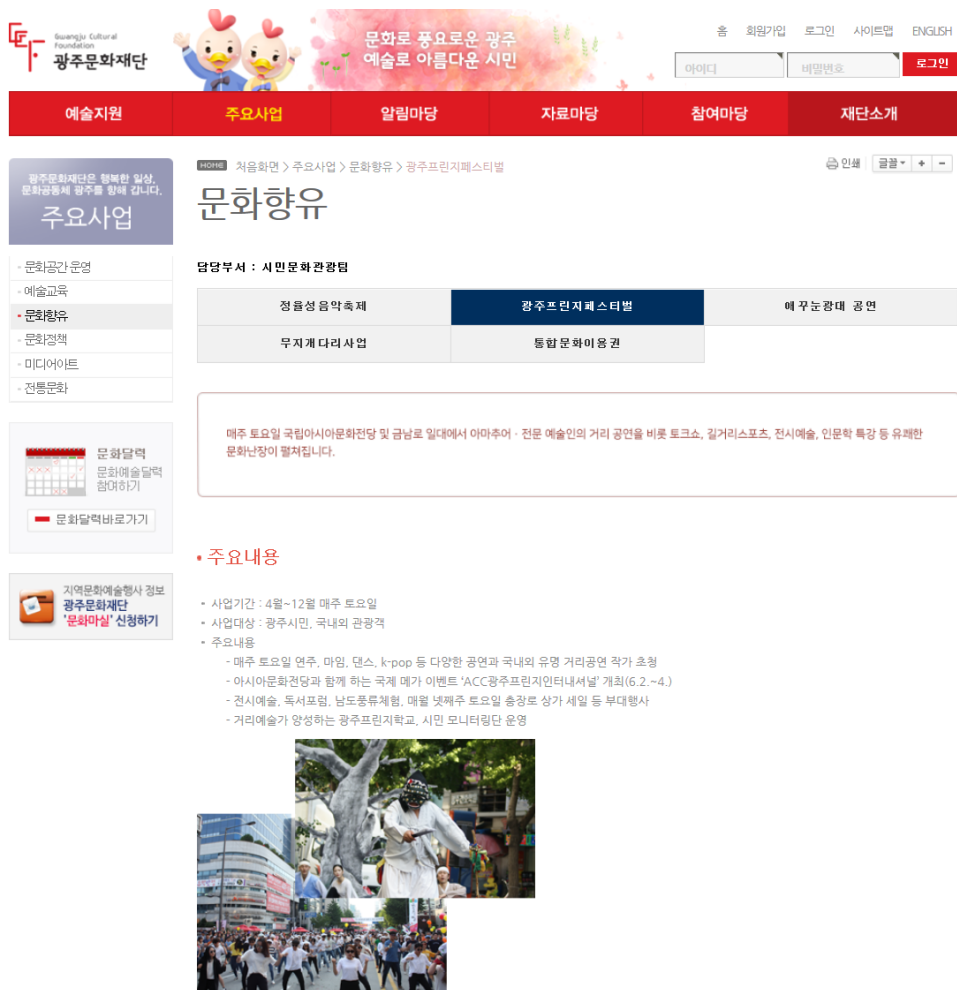 Gwangju Cultural
Foundation
광주문화재단
문화로 풍요로운 광주
예술로 아름다운 시민
홈 회원가입 로그인 사이트맵 ENGLISH
아이디 비밀번호 로그인
예술지원 주요사업 알림마당 자료마당 참여마당 재단소개
광주문화재단은 행복한 일상,
문화공동체 광주를 향해 갑니다.
주요사업
문화공간 운영
예술교육
문화향유
문화정책
미디어아트
전통문화
문화달력
문화예술달력
참여하기
문화달력바로가기
지역문화예술행사 정보
광주문화재단
'문화마실' 신청하기
HOME 처음화면 > 주요사업 > 문화향유 > 광주프린지페스티벌
인쇄 글꼴 + -
문화향유
담당부서 : 시민문화관광팀
정율성음악축제 광주프린지페스티벌 얘꾸눈광대 공연
무지개다리사업 통합문화이용권
매주 토요일 국립아시아문화전당 및 금남로 일대에서 아마추어 · 전문 예술인의 거리 공연을 비롯 토크쇼, 길거리스포츠, 전시예술, 인문학 특강 등 유쾌한
문화난장이 펼쳐집니다.
• 주요내용
• 사업기간 : 4월~12월 매주 토요일
• 사업대상 : 광주시민, 국내외 관광객
• 주요내용
- 매주 토요일 연주, 마임, 댄스, k-pop 등 다양한 공연과 국내외 유명 거리공연 작가 초청
- 아시아문화전당과 함께 하는 국제 메가 이벤트 'ACC광주프린지인터내셔널' 개최(6.2.~4.)
- 전시예술, 독서포럼, 남도풍류체험, 매월 넷째주 토요일 충장로 상가 세일 등 부대행사
- 거리예술가 양성하는 광주프린지학교, 시민 모니터링단 운영